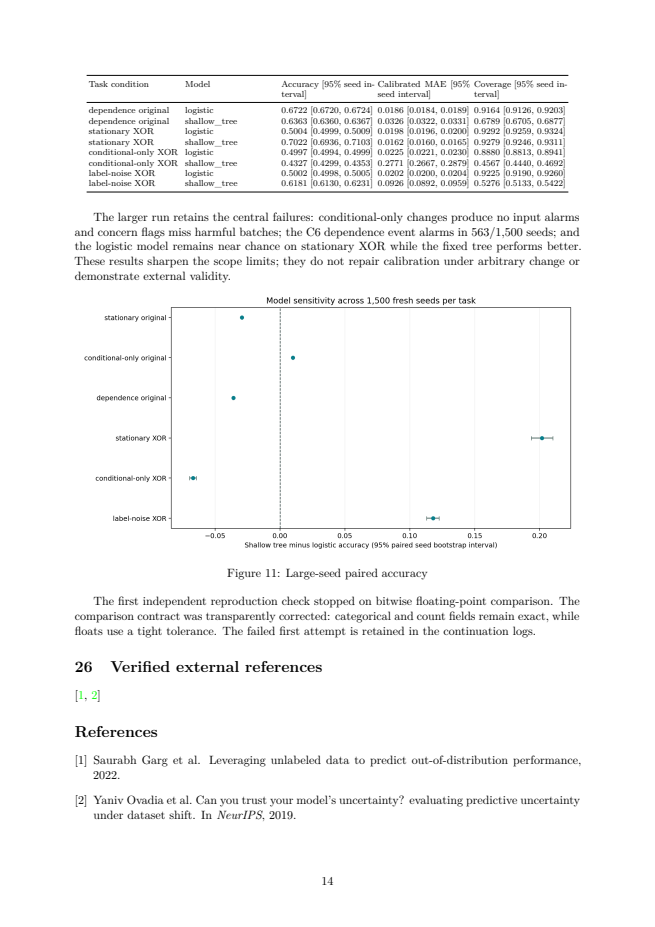 Task condition Model Accuracy [95% seed in- Calibrated MAE [95% Coverage [95% seed in-
terval] seed interval] terval]
dependence original logistic 0.6722 [0.6720, 0.6724] 0.0186 [0.0184, 0.0189] 0.9164 [0.9126, 0.9203]
dependence original shallow_tree 0.6363 [0.6360, 0.6367] 0.0326 [0.0322, 0.0331] 0.6789 [0.6705, 0.6877]
stationary XOR logistic 0.5004 [0.4999, 0.5009] 0.0198 [0.0196, 0.0200] 0.9292 [0.9259, 0.9324]
stationary XOR shallow_tree 0.7022 [0.6936, 0.7103] 0.0162 [0.0160, 0.0165] 0.9279 [0.9246, 0.9311]
conditional-only XOR logistic 0.4997 [0.4994, 0.4999] 0.0225 [0.0221, 0.0230] 0.8880 [0.8813, 0.8941]
conditional-only XOR shallow_tree 0.4327 [0.4299, 0.4353] 0.2771 [0.2667, 0.2879] 0.4567 [0.4440, 0.4692]
label-noise XOR logistic 0.5002 [0.4998, 0.5005] 0.0202 [0.0200, 0.0204] 0.9225 [0.9190, 0.9260]
label-noise XOR shallow_tree 0.6181 [0.6130, 0.6231] 0.0926 [0.0892, 0.0959] 0.5276 [0.5133, 0.5422]
The larger run retains the central failures: conditional-only changes produce no input alarms
and concern flags miss harmful batches; the C6 dependence event alarms in 563/1,500 seeds; and
the logistic model remains near chance on stationary XOR while the fixed tree performs better.
These results sharpen the scope limits; they do not repair calibration under arbitrary change or
demonstrate external validity.
Model sensitivity across 1,500 fresh seeds per task
stationary original
conditional-only original
dependence original
stationary XOR
conditional-only XOR
label-noise XOR
−0.05 0.00 0.05 0.10 0.15 0.20
Shallow tree minus logistic accuracy (95% paired seed bootstrap interval)
Figure 11: Large-seed paired accuracy
The first independent reproduction check stopped on bitwise floating-point comparison. The
comparison contract was transparently corrected: categorical and count fields remain exact, while
floats use a tight tolerance. The failed first attempt is retained in the continuation logs.
26 Verified external references
[1, 2]
References
[1] Saurabh Garg et al. Leveraging unlabeled data to predict out-of-distribution performance,
2022.
[2] Yaniv Ovadia et al. Can you trust your model's uncertainty? evaluating predictive uncertainty
under dataset shift. In NeurIPS, 2019.
14